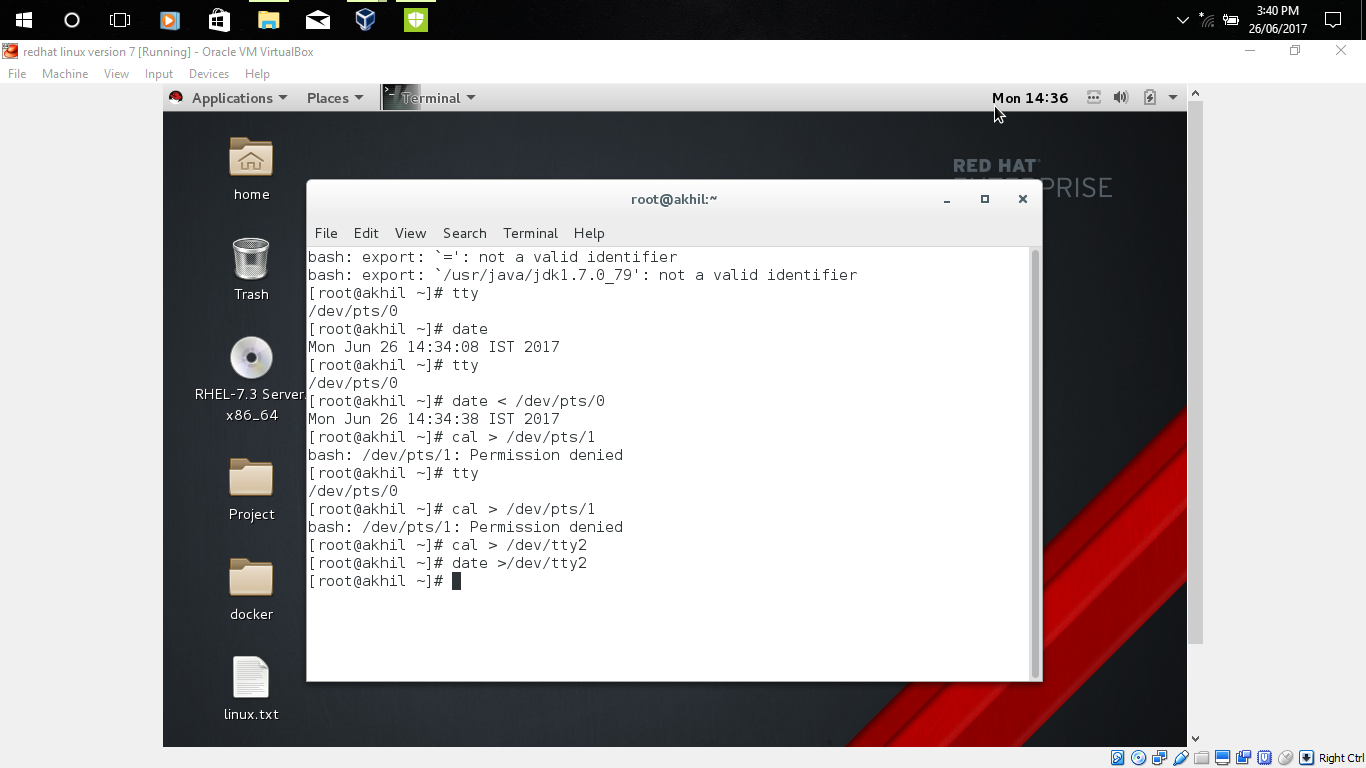 3:40 PM
26/06/2017
redhat linux version 7 [Running] - Oracle VM VirtualBox
File Machine View Input Devices Help
Applications Places Terminal Mon 14:36
home
Trash
RHEL-7.3 Server.
x86_64
Project
docker
linux.txt
RED HAT
root@akhil:~
File Edit View Search Terminal Help
bash: export: `=': not a valid identifier
bash: export: `/usr/java/jdk1.7.0_79': not a valid identifier
[root@akhil ~]# tty
/dev/pts/0
[root@akhil ~]# date
Mon Jun 26 14:34:08 IST 2017
[root@akhil ~]# tty
/dev/pts/0
[root@akhil ~]# date < /dev/pts/0
Mon Jun 26 14:34:38 IST 2017
[root@akhil ~]# cal > /dev/pts/1
bash: /dev/pts/1: Permission denied
[root@akhil ~]# tty
/dev/pts/0
[root@akhil ~]# cal > /dev/pts/1
bash: /dev/pts/1: Permission denied
[root@akhil ~]# cal > /dev/tty2
[root@akhil ~]# date >/dev/tty2
[root@akhil ~]#
Right Ctrl